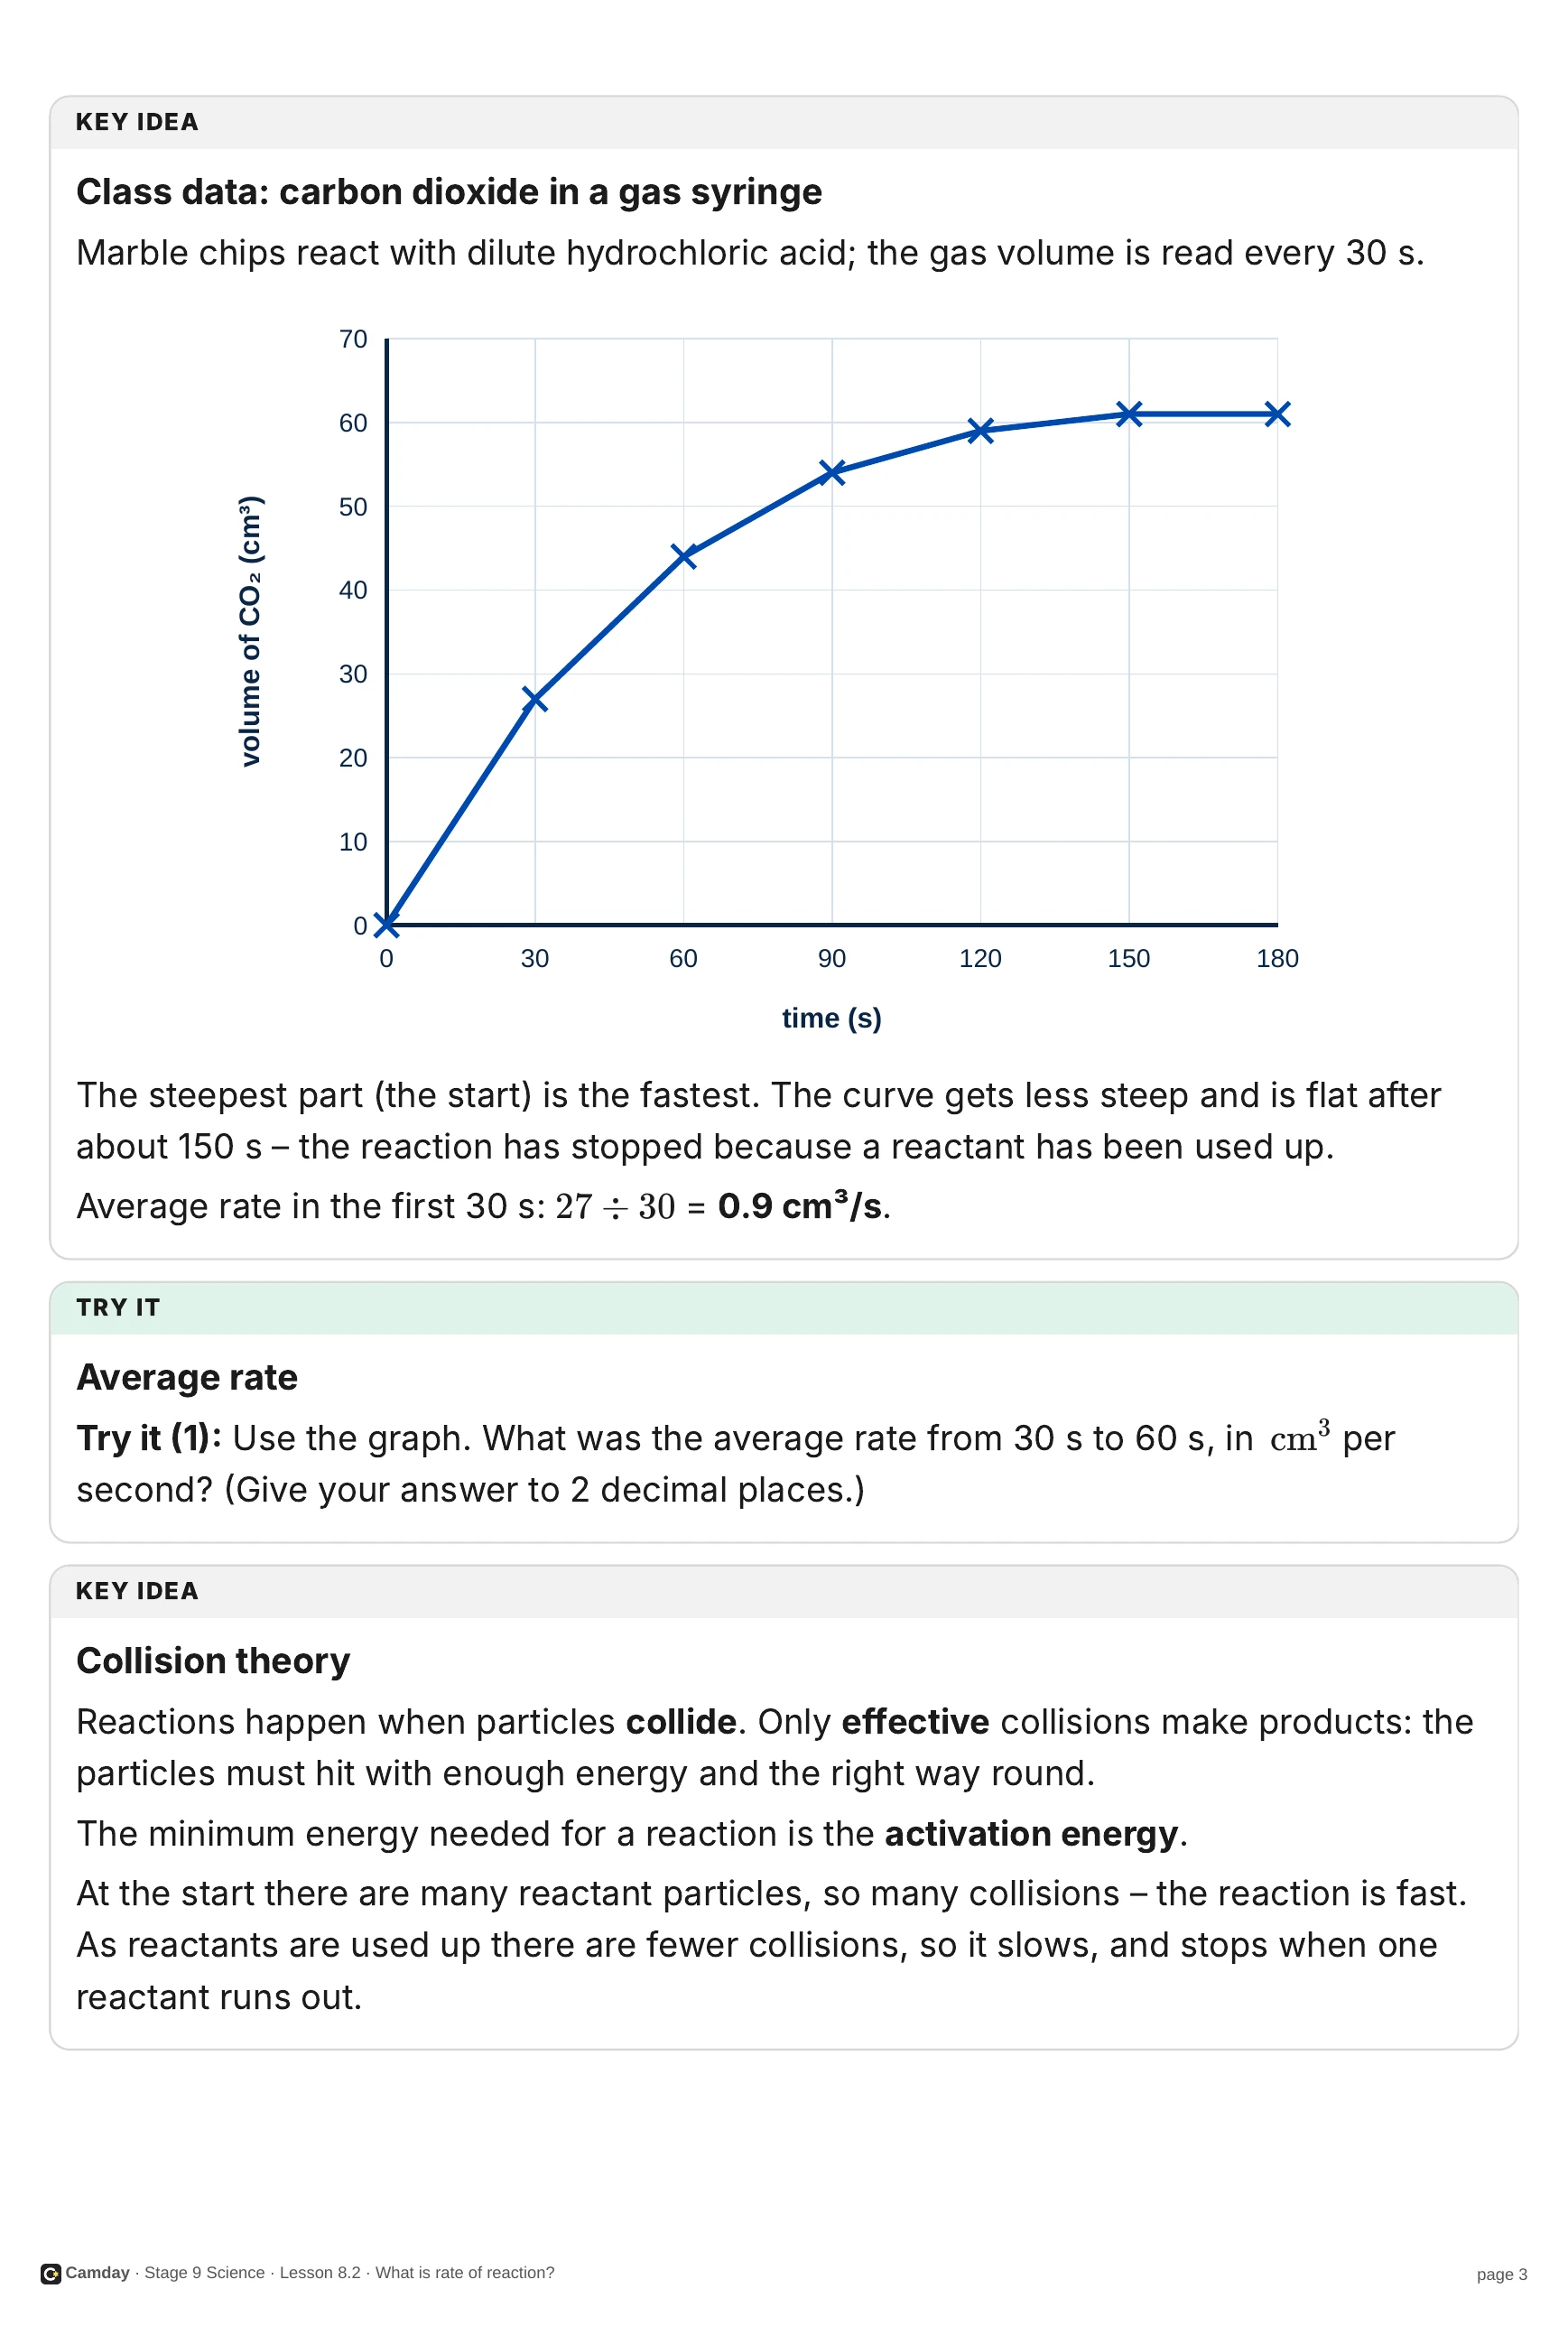 KEY IDEA
Class data: carbon dioxide in a gas syringe
Marble chips react with dilute hydrochloric acid; the gas volume is read every 30 s.
70
60
50
40
30
20
10
0
volume of CO₂ (cm³)
0 30 60 90 120 150 180
time (s)
The steepest part (the start) is the fastest. The curve gets less steep and is flat after
about 150 s – the reaction has stopped because a reactant has been used up.
Average rate in the first 30 s: 27 ÷ 30 = 0.9 cm³/s.
TRY IT
Average rate
Try it (1): Use the graph. What was the average rate from 30 s to 60 s, in cm³ per
second? (Give your answer to 2 decimal places.)
KEY IDEA
Collision theory
Reactions happen when particles collide. Only effective collisions make products: the
particles must hit with enough energy and the right way round.
The minimum energy needed for a reaction is the activation energy.
At the start there are many reactant particles, so many collisions – the reaction is fast.
As reactants are used up there are fewer collisions, so it slows, and stops when one
reactant runs out.
Camday · Stage 9 Science · Lesson 8.2 · What is rate of reaction?
page 3